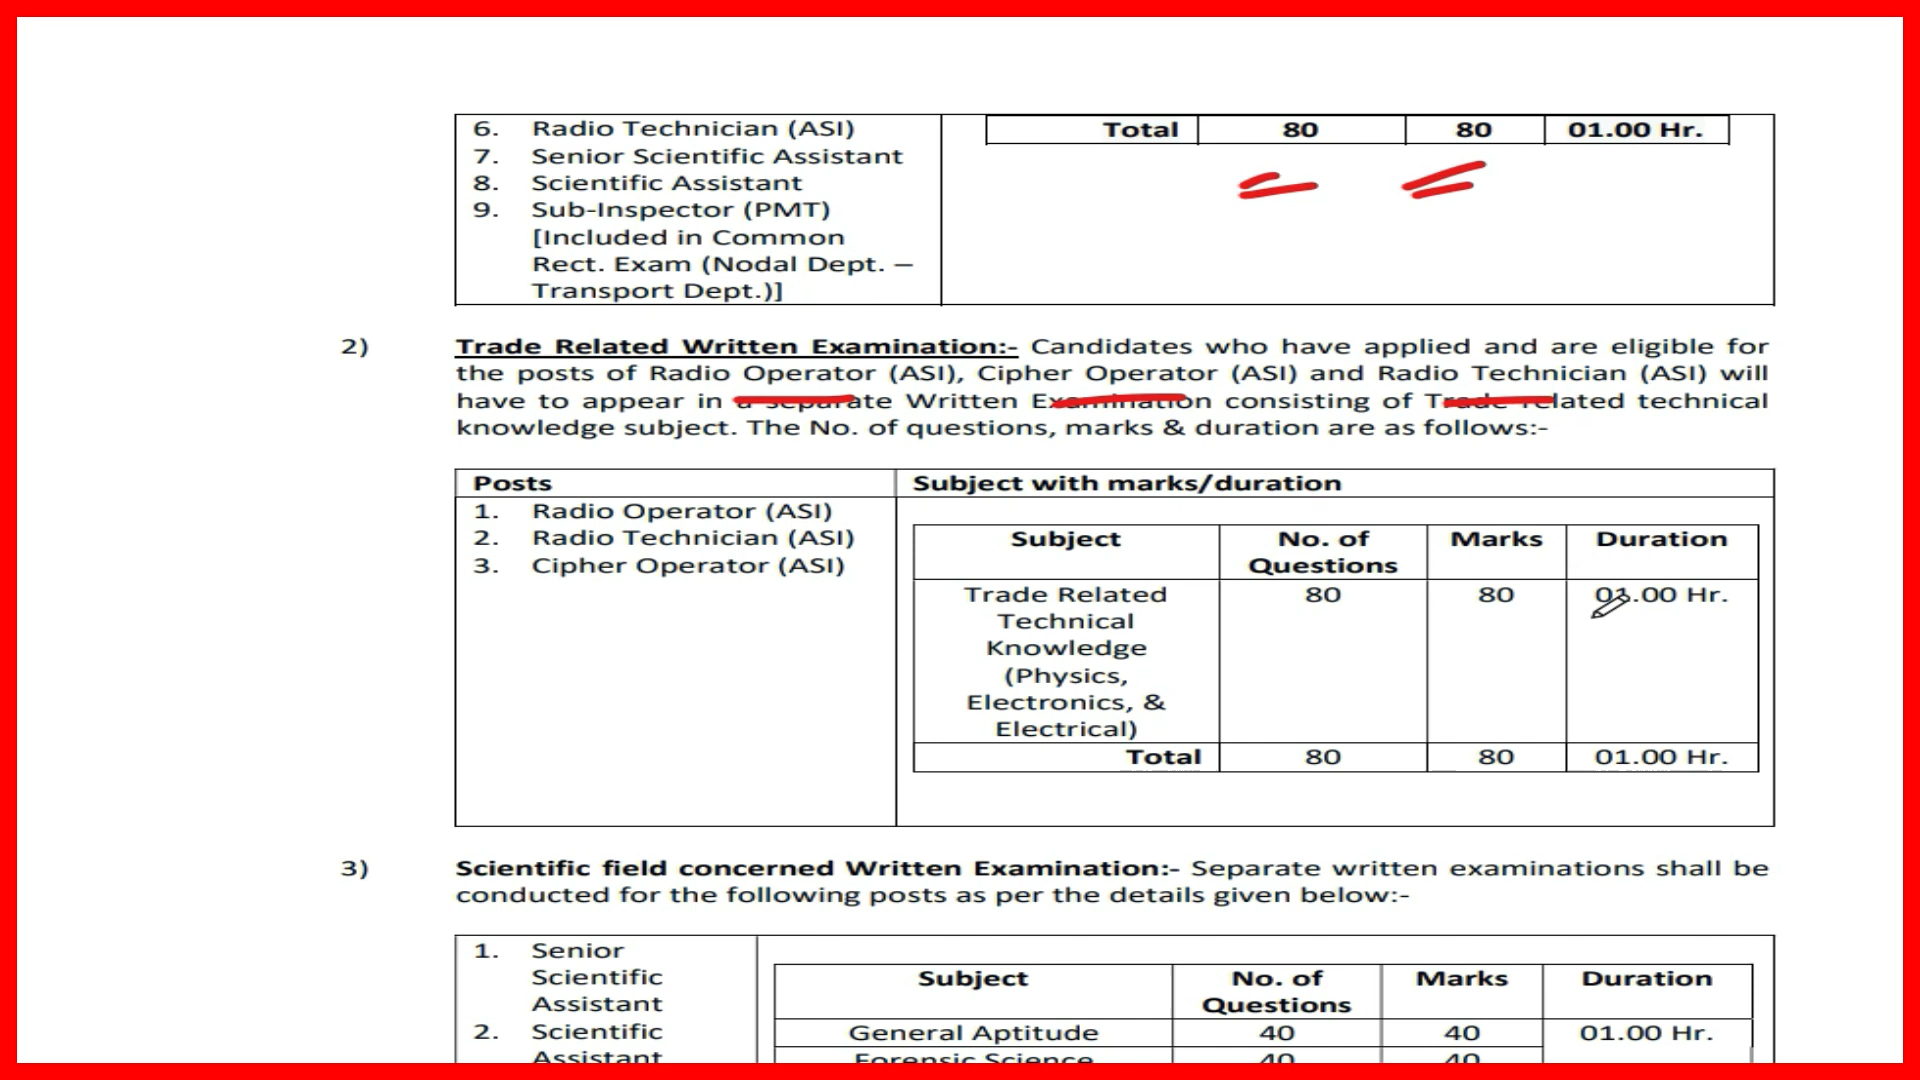 6. Radio Technician (ASI)
7. Senior Scientific Assistant
8. Scientific Assistant
9. Sub-Inspector (PMT)
[Included in Common
Rect. Exam (Nodal Dept. –
Transport Dept.)]
Total 80 80 01.00 Hr.
2) Trade Related Written Examination:- Candidates who have applied and are eligible for
the posts of Radio Operator (ASI), Cipher Operator (ASI) and Radio Technician (ASI) will
have to appear in a separate Written Examination consisting of Trade related technical
knowledge subject. The No. of questions, marks & duration are as follows:-
Posts
Subject with marks/duration
1. Radio Operator (ASI)
2. Radio Technician (ASI)
3. Cipher Operator (ASI)
Subject No. of Marks Duration
Questions
Trade Related 80 80 01.00 Hr.
Technical
Knowledge
(Physics,
Electronics, &
Electrical)
Total 80 80 01.00 Hr.
3) Scientific field concerned Written Examination:- Separate written examinations shall be
conducted for the following posts as per the details given below:-
1. Senior
Scientific
Assistant
2. Scientific
Assistant
Subject No. of Marks Duration
Questions
General Aptitude 40 40 01.00 Hr.
Forensic Science 40 40